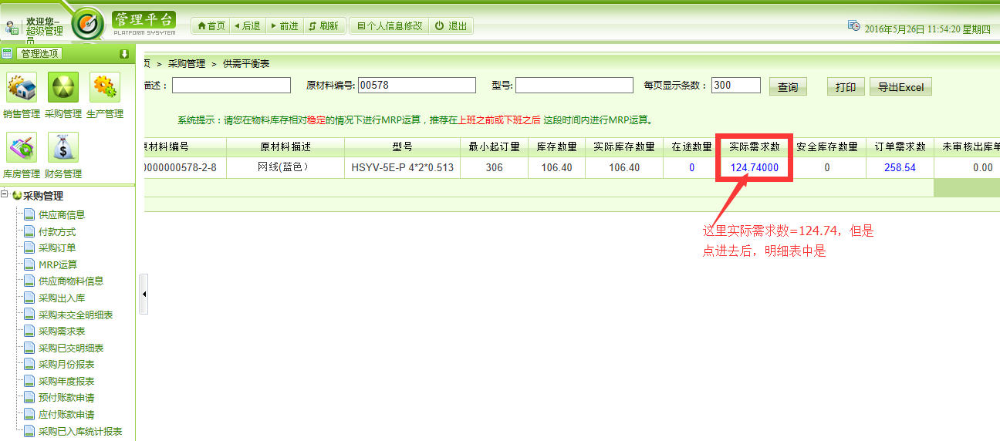 欢迎您–
超级管理
员
管理平台
PLATFORM SYSYTEM
首页 后退 前进 刷新 个人信息修改 退出
2016年5月26日 11:54:20 星期四
管理选项
销售管理 采购管理 生产管理
库房管理 财务管理
采购管理
供应商信息
付款方式
采购订单
MRP运算
供应商物料信息
采购出入库
采购未交全明细表
采购需求表
采购已交明细表
采购月份报表
采购年度报表
预付账款申请
应付账款申请
采购已入库统计报表
页 > 采购管理 > 供需平衡表
描述： 原材料编号: 00578 型号: 每页显示条数： 300 查询 打印 导出Excel
系统提示：请您在物料库存相对稳定的情况下进行MRP运算，推荐在上班之前或下班之后 这段时间内进行MRP运算。
原材料编号 原材料描述 型号 最小起订量 库存数量 实际库存数量 在途数量 实际需求数 安全库存数量 订单需求数 未审核出库单
0000000578-2-8 网线(蓝色） HSYV-5E-P 4*2*0.513 306 106.40 106.40 0 124.74000 0 258.54 0.00
这里实际需求数=124.74，但是
点进去后，明细表中是